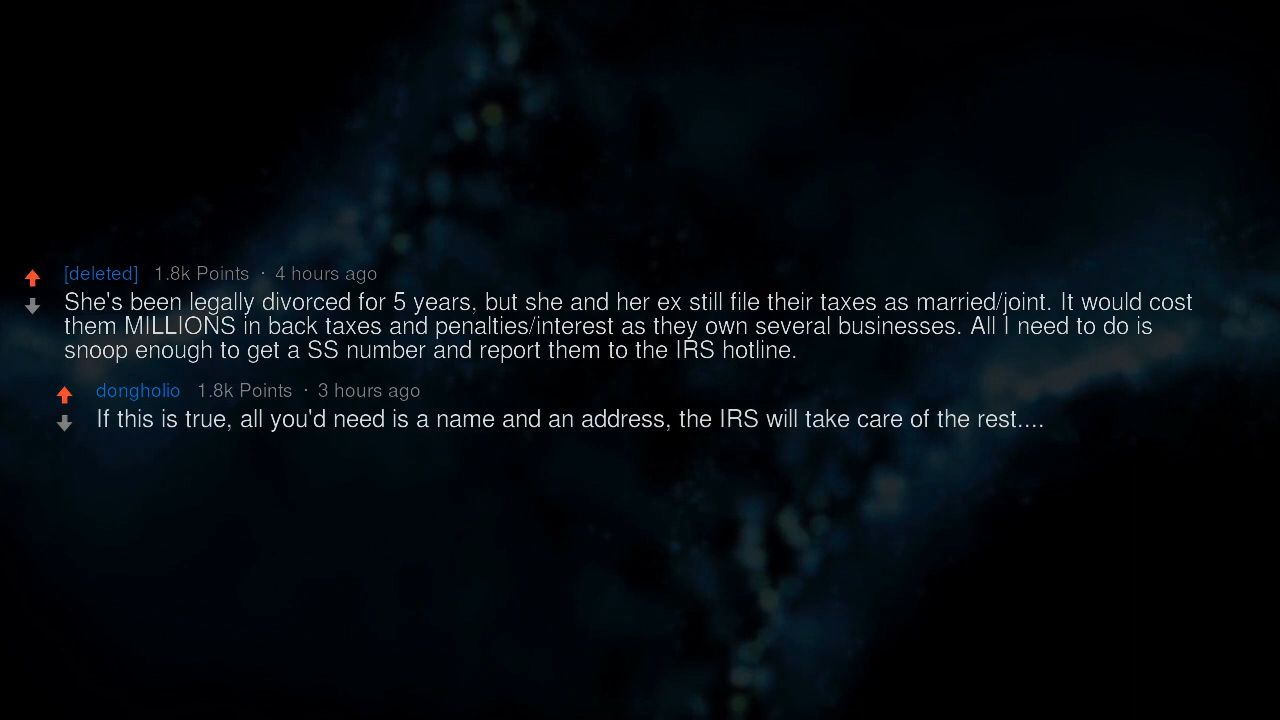 [deleted] 1.8k Points · 4 hours ago
She's been legally divorced for 5 years, but she and her ex still file their taxes as married/joint. It would cost
them MILLIONS in back taxes and penalties/interest as they own several businesses. All I need to do is
snoop enough to get a SS number and report them to the IRS hotline.
dongholio 1.8k Points · 3 hours ago
If this is true, all you'd need is a name and an address, the IRS will take care of the rest....